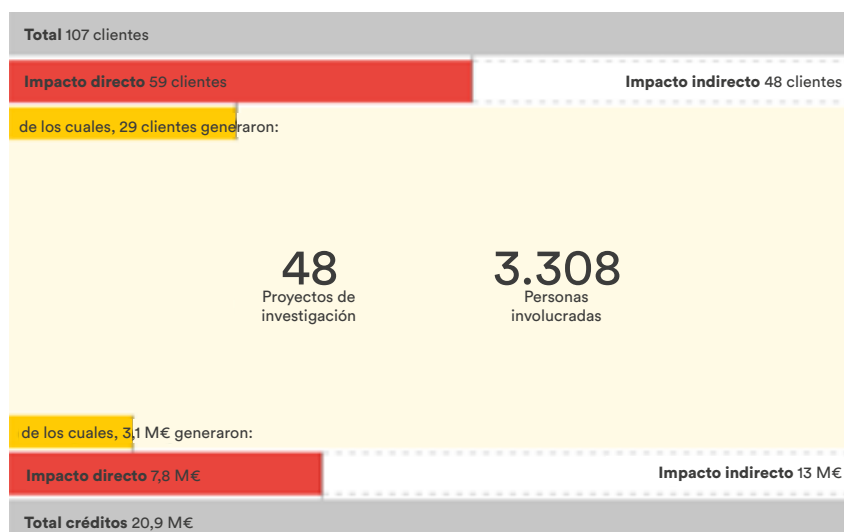 Total 107 clientes
Impacto directo 59 clientes
Impacto indirecto 48 clientes
de los cuales, 29 clientes generaron:
48
Proyectos de
investigación
3.308
Personas
involucradas
de los cuales, 3,1 M€ generaron:
Impacto directo 7,8 M€
Impacto indirecto 13 M€
Total créditos 20,9 M€